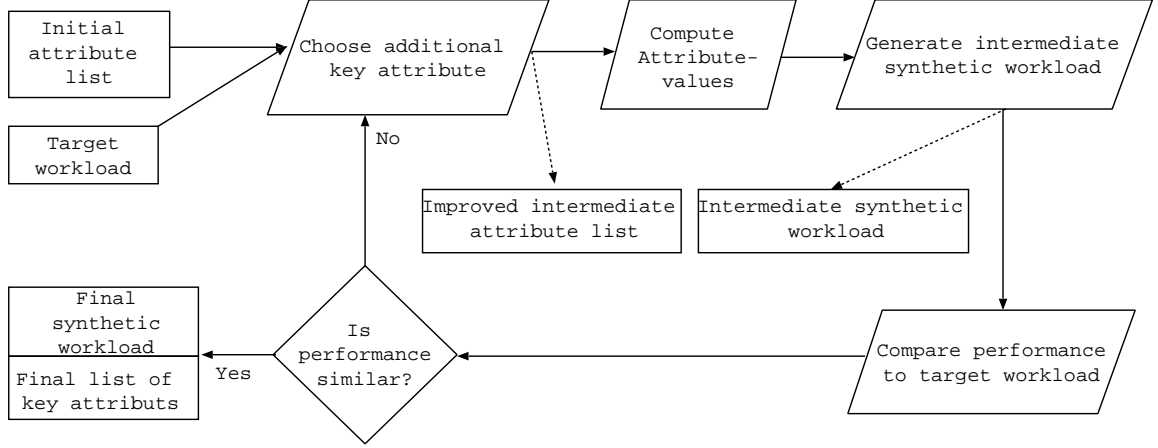 Initial
attribute
list
Target
workload
Choose additional
key attribute
Compute
Attribute-
values
Generate intermediate
synthetic workload
No
Improved intermediate
attribute list
Intermediate synthetic
workload
Final
synthetic
workload
Final list of
key attributs
Yes
Is
performance
similar?
Compare performance
to target workload